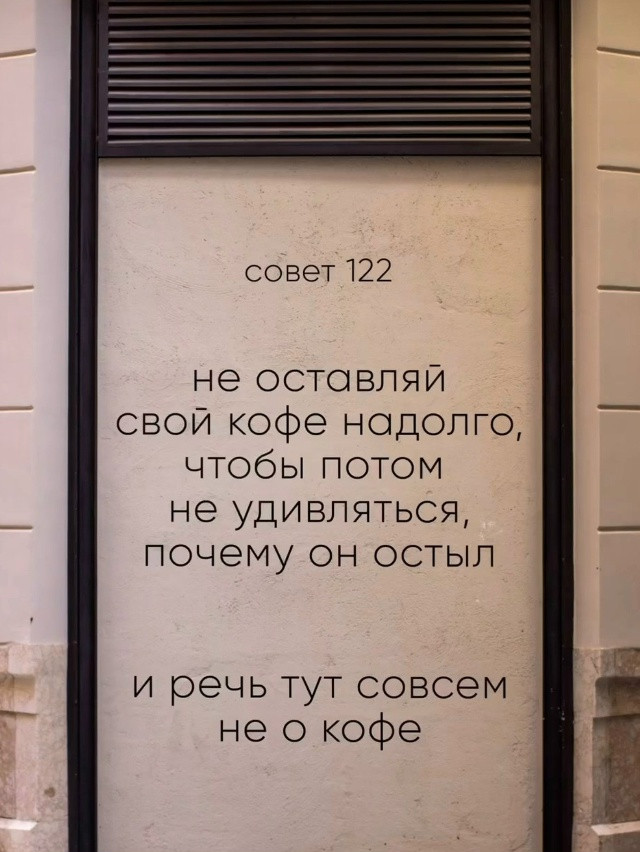 совет 122
не оставляй
свой кофе надолго,
чтобы потом
не удивляться,
почему он остыл
и речь тут совсем
не о кофе